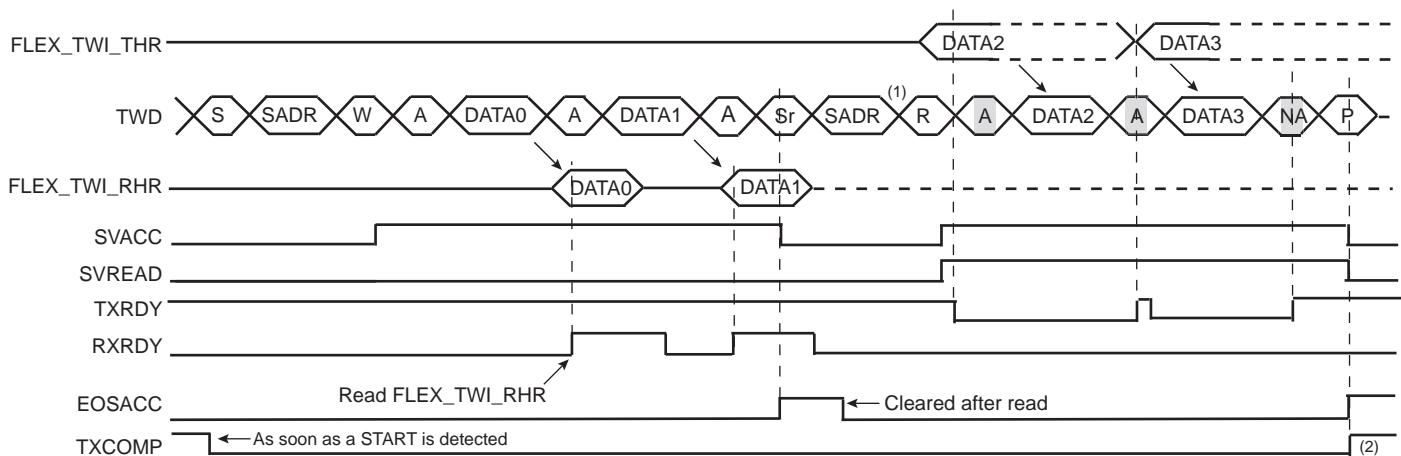 FLEX_TWI_THR DATA2 DATA3
TWD S SADR W A DATA0 A DATA1 A Sr SADR (1) R A DATA2 A DATA3 NA P
FLEX_TWI_RHR DATA0 DATA1
SVACC
SVREAD
TXRDY
RXRDY
Read FLEX_TWI_RHR
EOSACC Cleared after read
TXCOMP As soon as a START is detected (2)